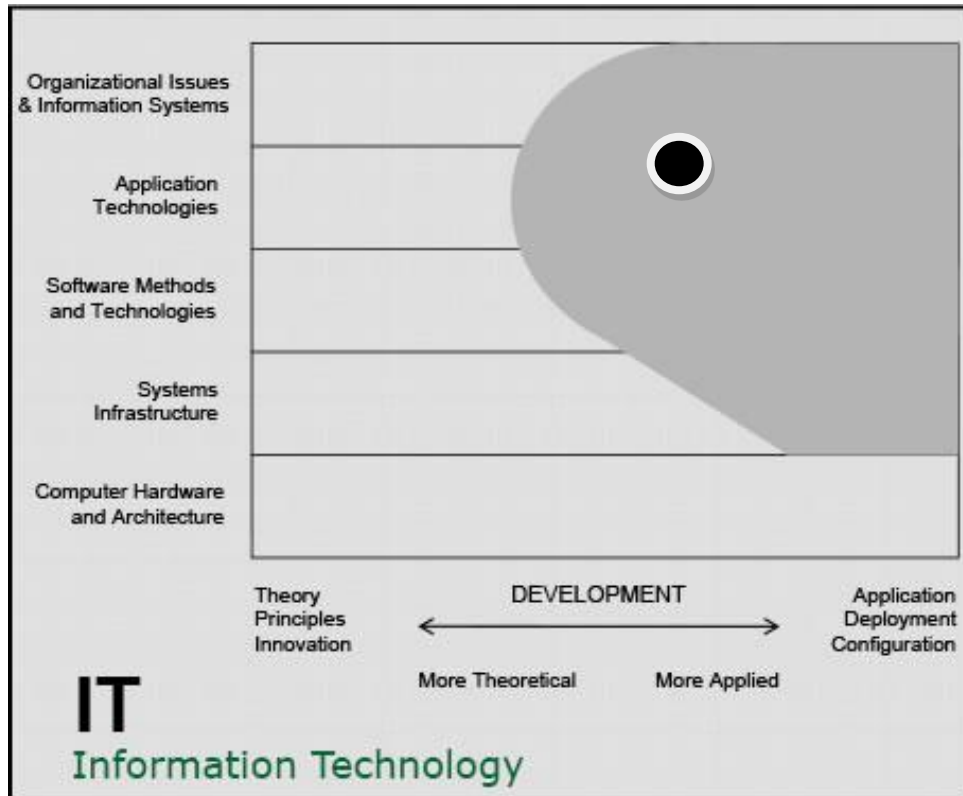 Organizational Issues
& Information Systems
Application
Technologies
Software Methods
and Technologies
Systems
Infrastructure
Computer Hardware
and Architecture
Theory
Principles
Innovation
DEVELOPMENT
Application
Deployment
Configuration
More Theoretical
More Applied
IT
Information Technology